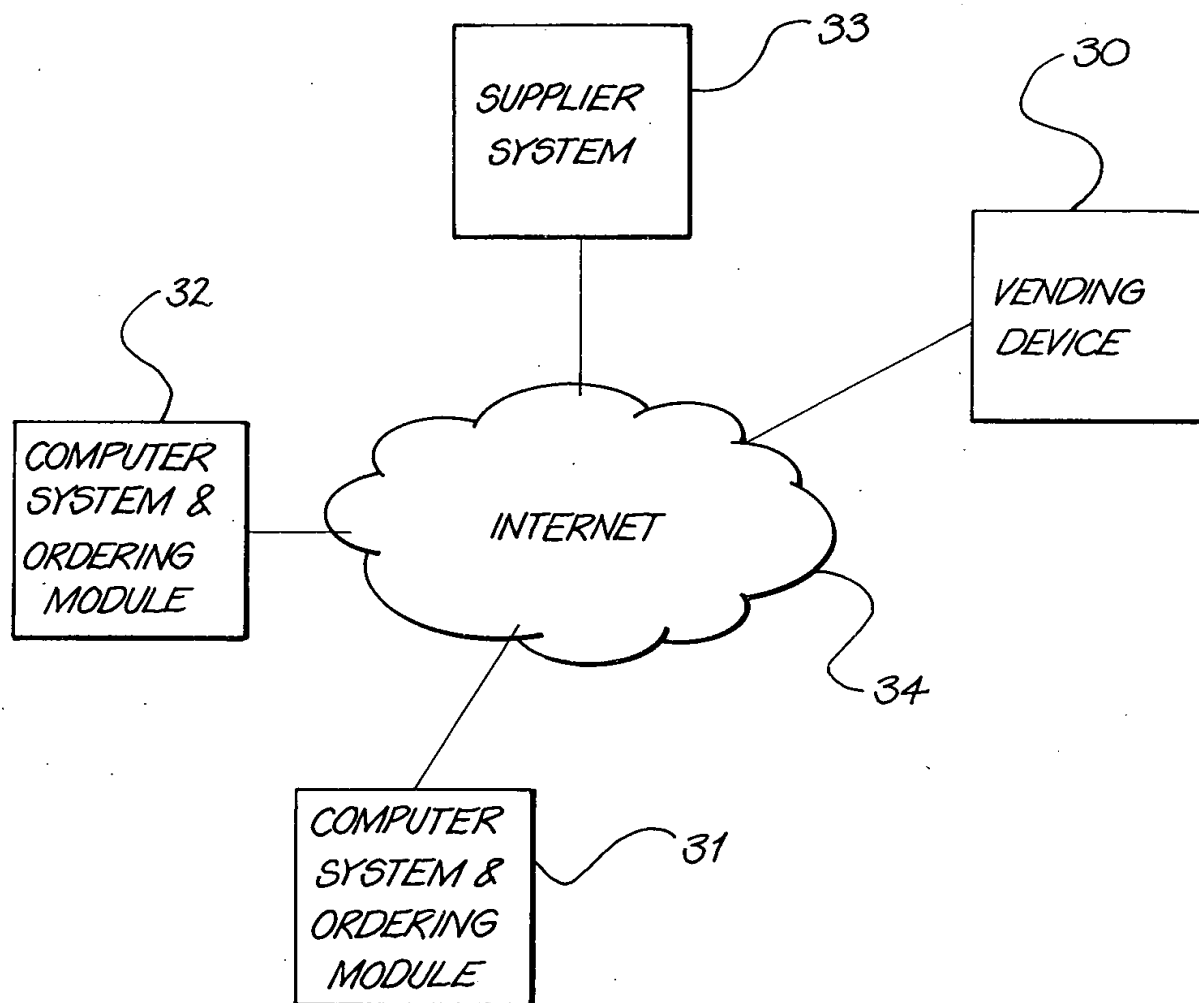 33
SUPPLIER
SYSTEM
30
VENDING
DEVICE
32
COMPUTER
SYSTEM &
ORDERING
MODULE
INTERNET
34
COMPUTER
SYSTEM &
ORDERING
MODULE
31